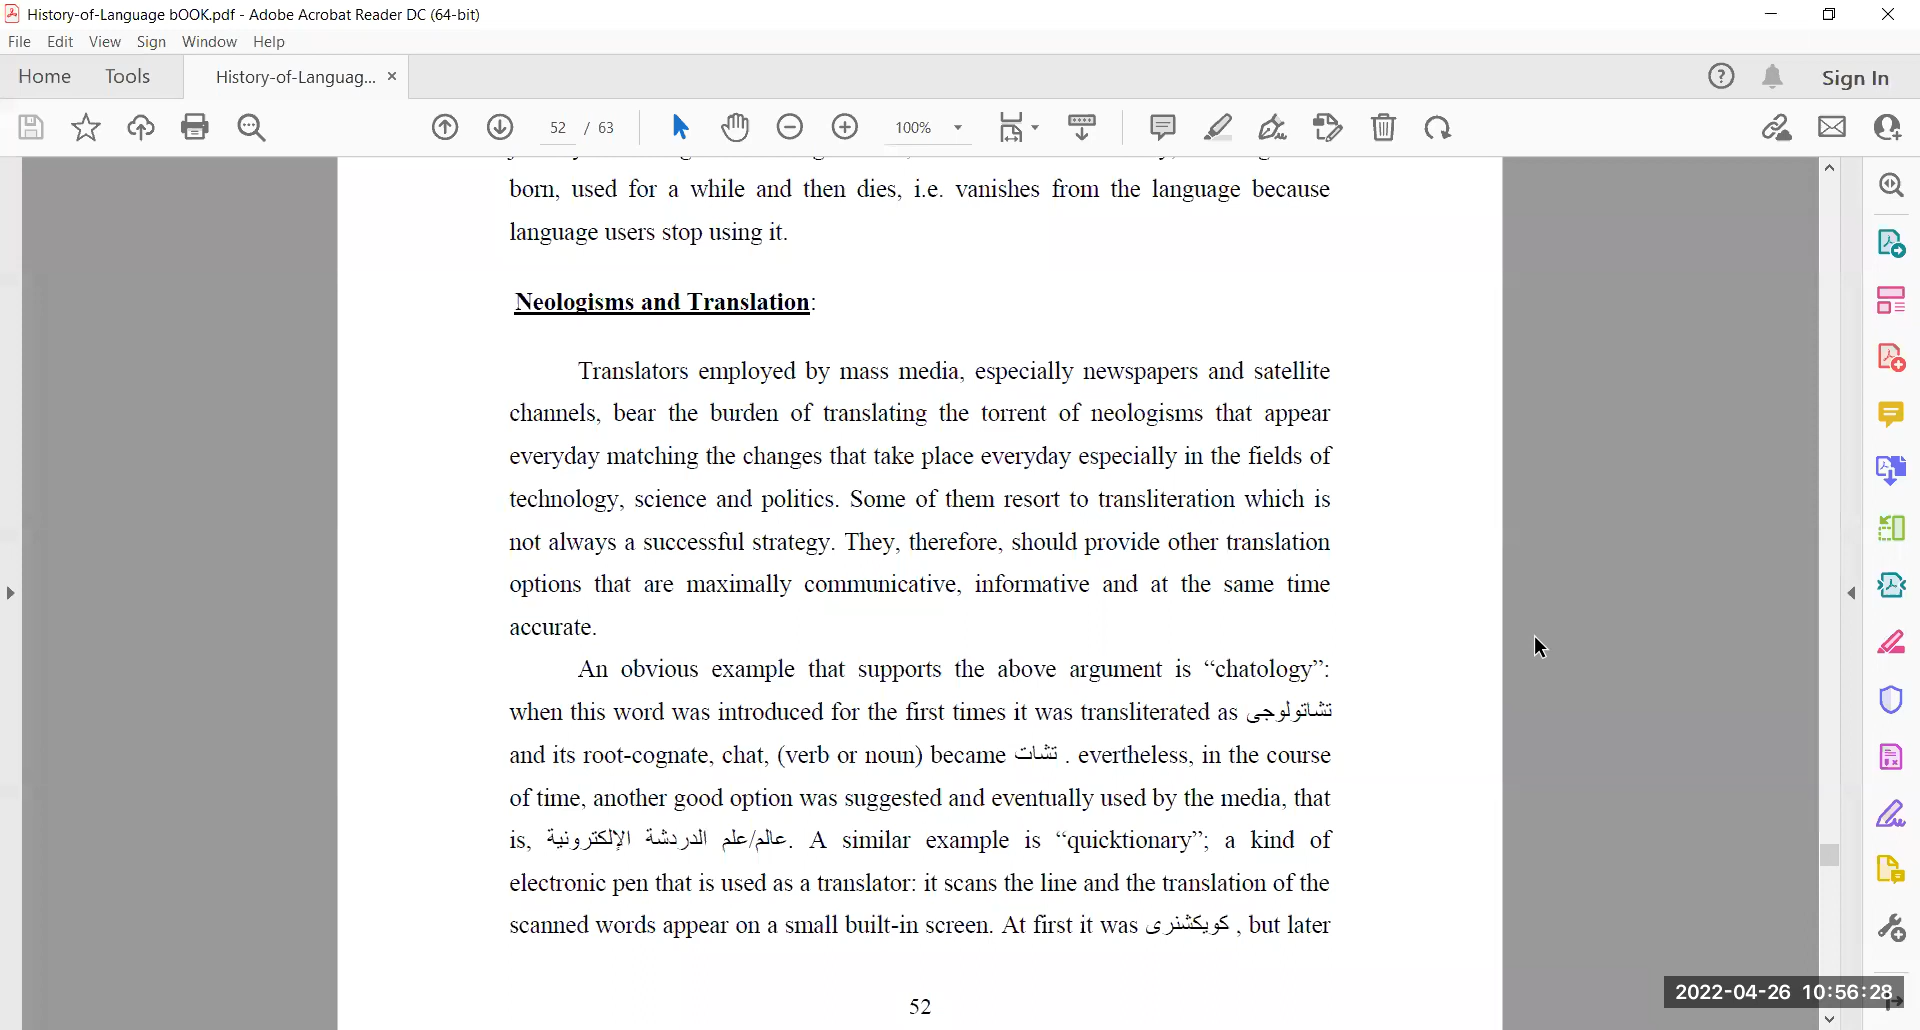 History-of-Language bOOK.pdf - Adobe Acrobat Reader DC (64-bit)
File Edit View Sign Window Help
Home Tools History-of-Languag... × Sign In
52 / 63 100%
born, used for a while and then dies, i.e. vanishes from the language because
language users stop using it.
Neologisms and Translation:
Translators employed by mass media, especially newspapers and satellite
channels, bear the burden of translating the torrent of neologisms that appear
everyday matching the changes that take place everyday especially in the fields of
technology, science and politics. Some of them resort to transliteration which is
not always a successful strategy. They, therefore, should provide other translation
options that are maximally communicative, informative and at the same time
accurate.
An obvious example that supports the above argument is “chatology”:
when this word was introduced for the first times it was transliterated as تشاتولوجى
and its root-cognate, chat, (verb or noun) became تشات . evertheless, in the course
of time, another good option was suggested and eventually used by the media, that
is, عالم/علم الدردشة الإلكترونية. A similar example is “quicktionary”; a kind of
electronic pen that is used as a translator: it scans the line and the translation of the
scanned words appear on a small built-in screen. At first it was كويكشنرى , but later
52
2022-04-26 10:56:28